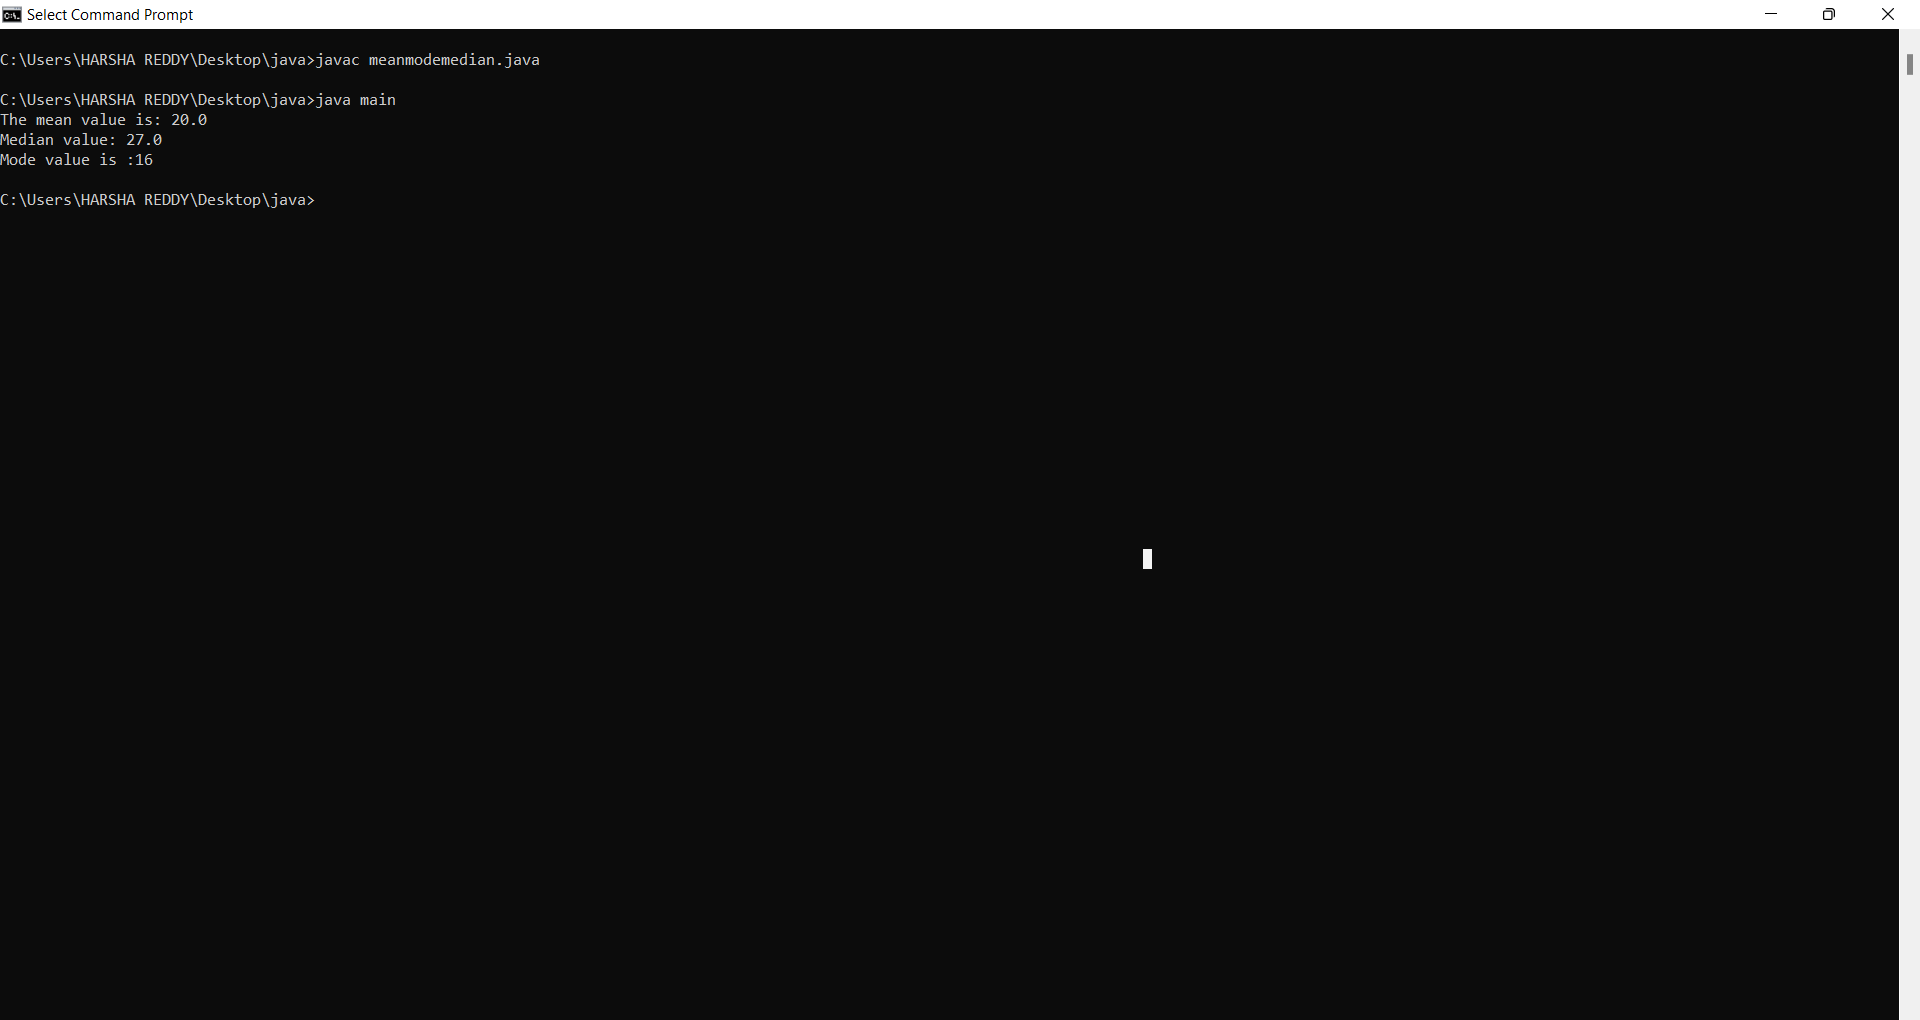 Select Command Prompt
C:\Users\HARSHA REDDY\Desktop\java>javac meanmodemedian.java
C:\Users\HARSHA REDDY\Desktop\java>java main
The mean value is: 20.0
Median value: 27.0
Mode value is :16
C:\Users\HARSHA REDDY\Desktop\java>